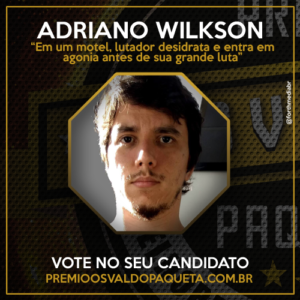 ADRIANO WILKSON
"Em um motel, lutador desidrata e entra em
agonia antes de sua grande luta"
@forthmediabr
VOTE NO SEU CANDIDATO
PREMIOOSVALDOPAQUETA.COM.BR